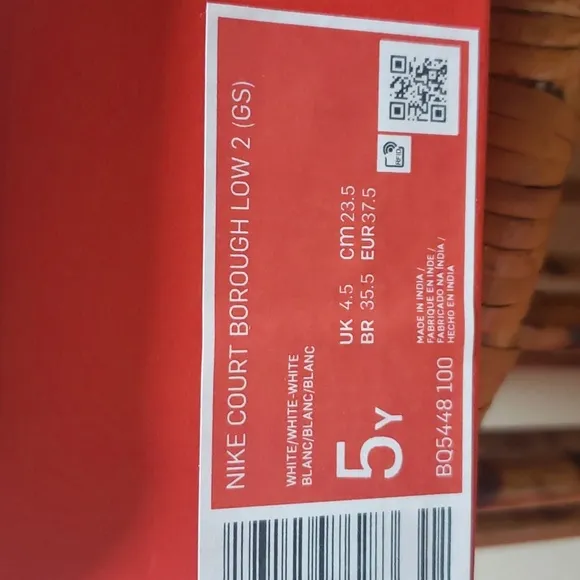 NIKE COURT BOROUGH LOW 2 (GS)
WHITE/WHITE-WHITE
BLANC/BLANC/BLANC
5Y
UK 4.5 cm 23.5
BR 35.5 EUR 37.5
RFID
MADE IN INDIA /
FABRIQUE EN INDE /
FABRICADO NA ÍNDIA /
HECHO EN INDIA
BQ5448 100